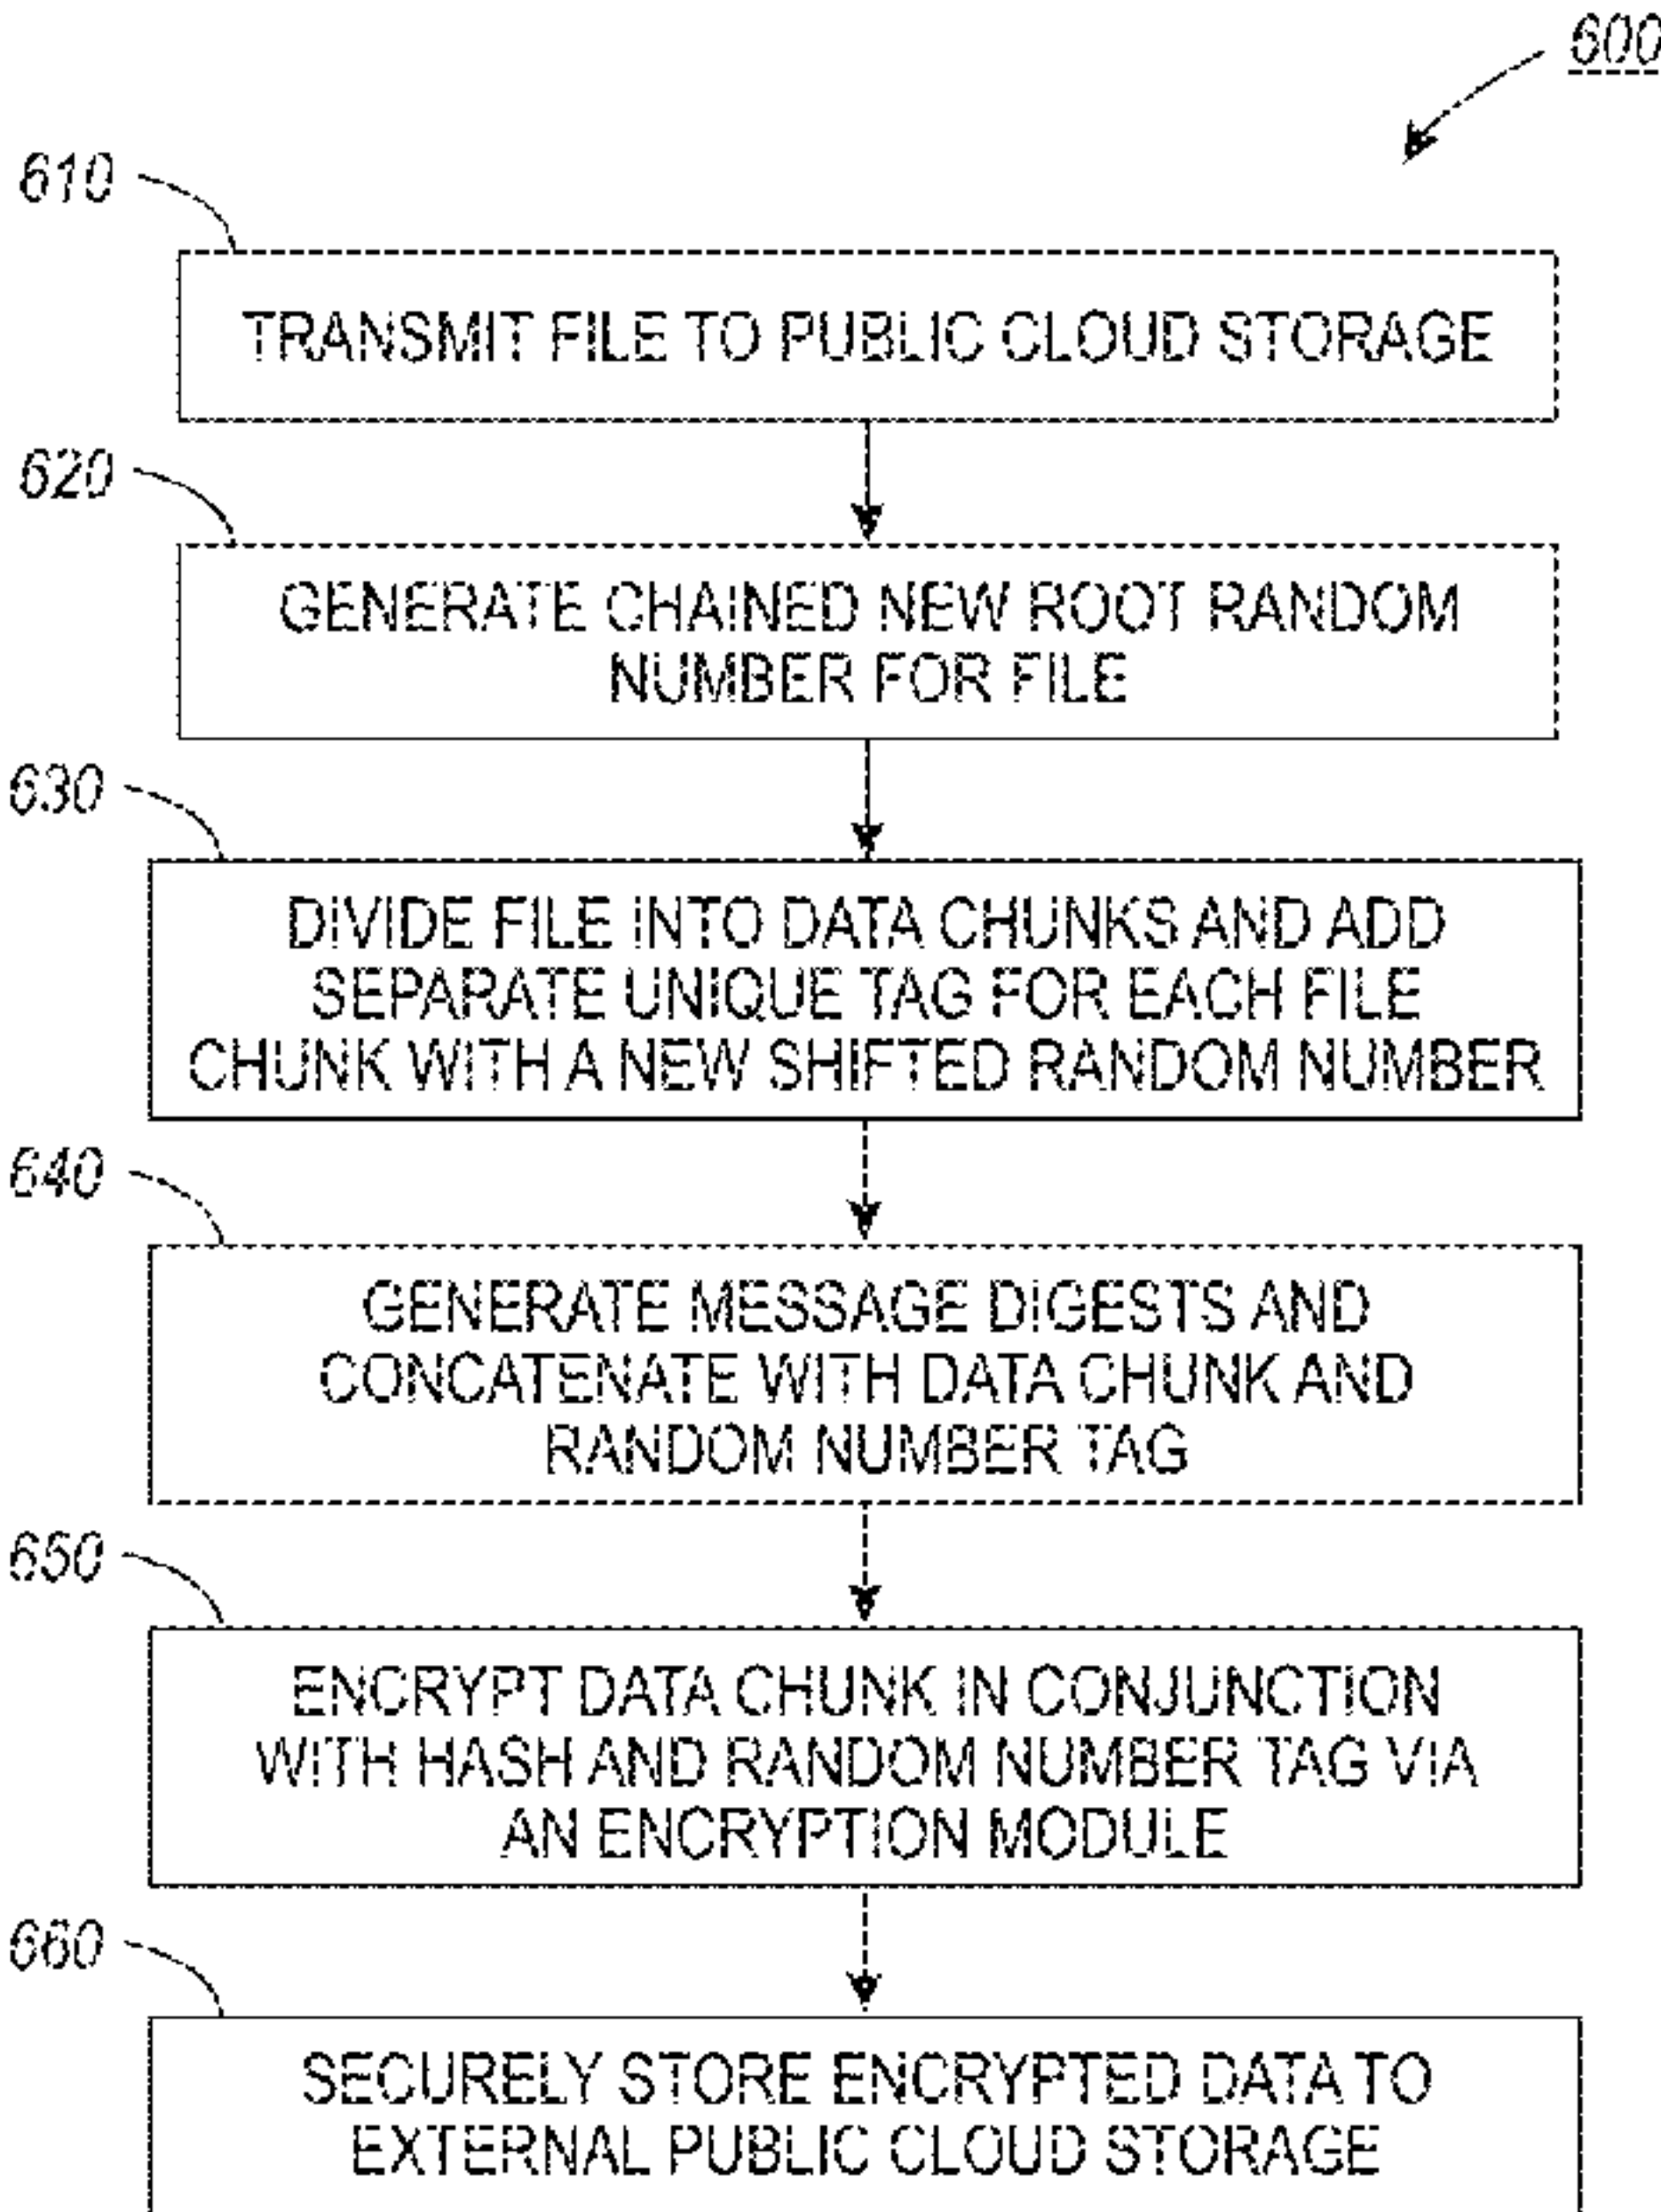 600
610
TRANSMIT FILE TO PUBLIC CLOUD STORAGE
620
GENERATE CHAINED NEW ROOT RANDOM
NUMBER FOR FILE
630
DIVIDE FILE INTO DATA CHUNKS AND ADD
SEPARATE UNIQUE TAG FOR EACH FILE
CHUNK WITH A NEW SHIFTED RANDOM NUMBER
640
GENERATE MESSAGE DIGESTS AND
CONCATENATE WITH DATA CHUNK AND
RANDOM NUMBER TAG
650
ENCRYPT DATA CHUNK IN CONJUNCTION
WITH HASH AND RANDOM NUMBER TAG VIA
AN ENCRYPTION MODULE
660
SECURELY STORE ENCRYPTED DATA TO
EXTERNAL PUBLIC CLOUD STORAGE